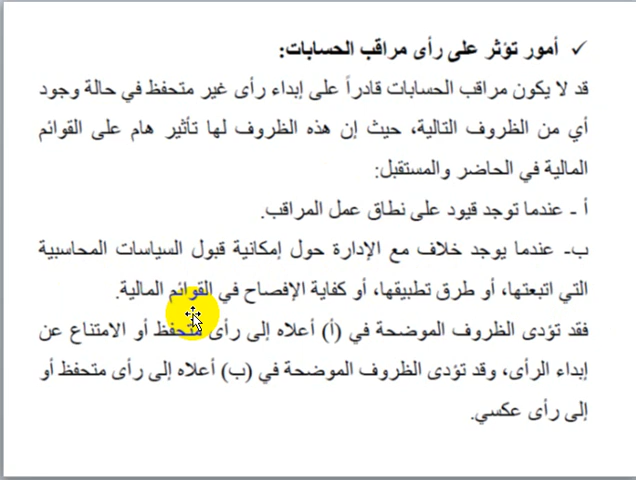 ✓ أمور تؤثر على رأى مراقب الحسابات:
قد لا يكون مراقب الحسابات قادراً على إبداء رأى غير متحفظ في حالة وجود
أي من الظروف التالية، حيث إن هذه الظروف لها تأثير هام على القوائم
المالية في الحاضر والمستقبل:
أ - عندما توجد قيود على نطاق عمل المراقب.
ب- عندما يوجد خلاف مع الإدارة حول إمكانية قبول السياسات المحاسبية
التي اتبعتها، أو طرق تطبيقها، أو كفاية الإفصاح في القوائم المالية.
فقد تؤدى الظروف الموضحة في (أ) أعلاه إلى رأى متحفظ أو الامتناع عن
إبداء الرأى، وقد تؤدى الظروف الموضحة في (ب) أعلاه إلى رأى متحفظ أو
إلى رأى عكسي.